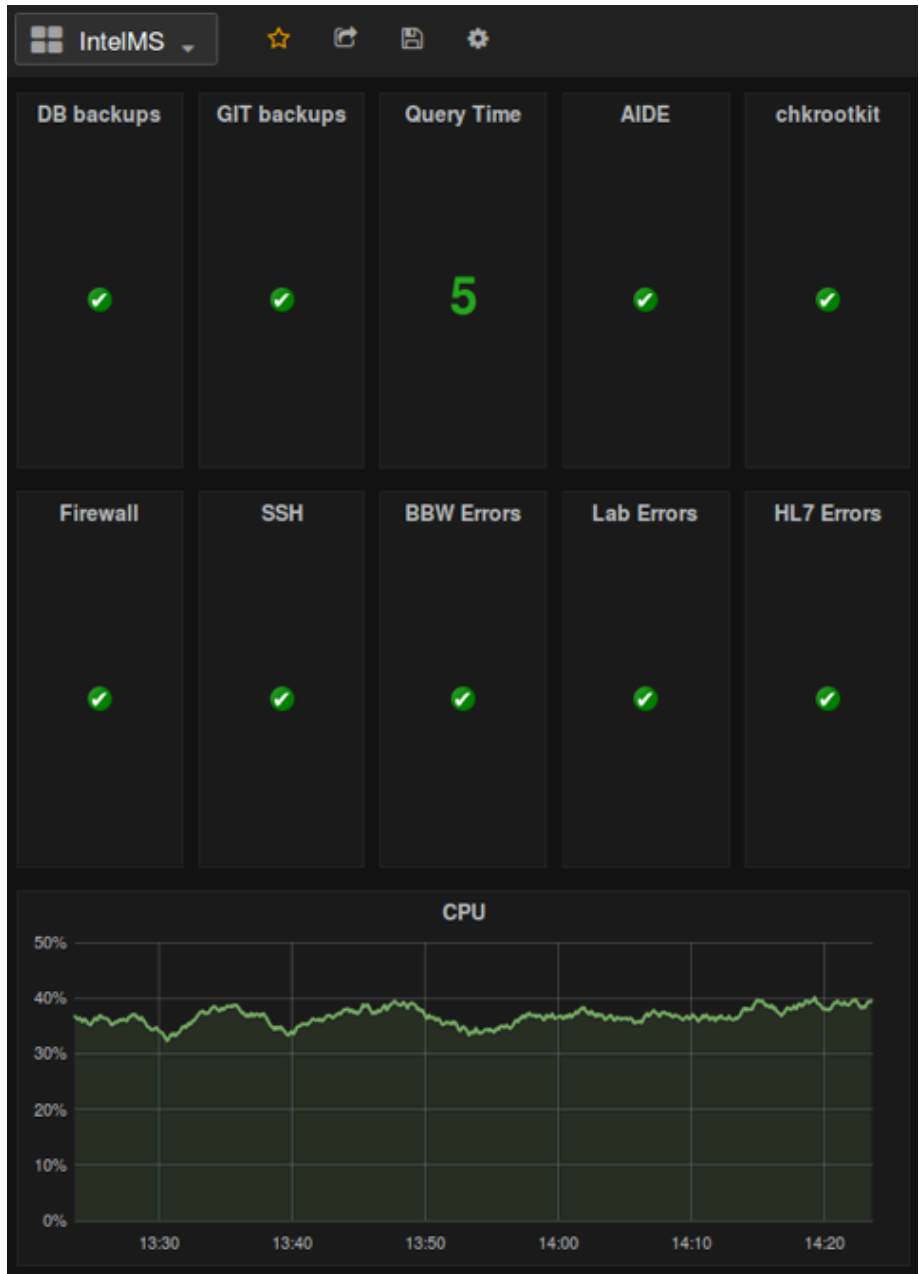 IntelMS
DB backups
GIT backups
Query Time
AIDE
chkrootkit
5
Firewall
SSH
BBW Errors
Lab Errors
HL7 Errors
CPU
50%
40%
30%
20%
10%
0%
13:30
13:40
13:50
14:00
14:10
14:20